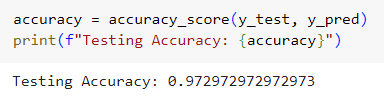 accuracy = accuracy_score(y_test, y_pred)
print(f"Testing Accuracy: {accuracy}")
Testing Accuracy: 0.972972972972973